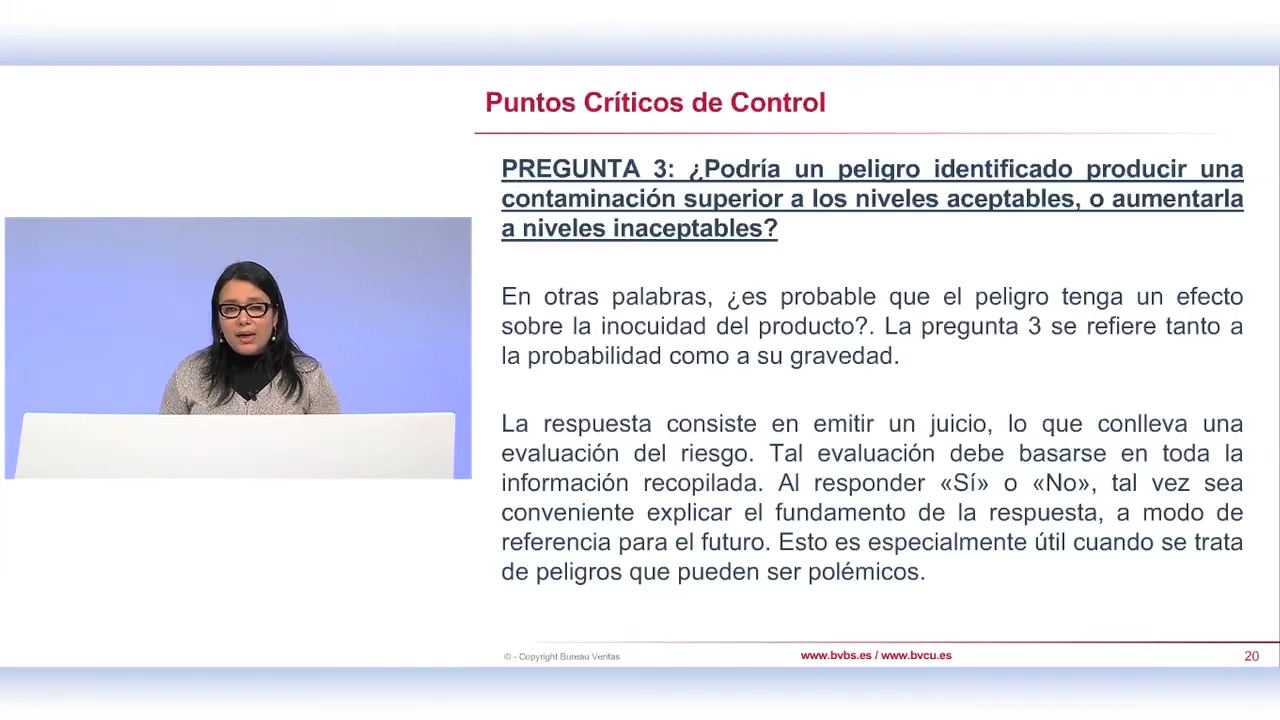 Puntos Críticos de Control
PREGUNTA 3: ¿Podría un peligro identificado producir una
contaminación superior a los niveles aceptables, o aumentarla
a niveles inaceptables?
En otras palabras, ¿es probable que el peligro tenga un efecto
sobre la inocuidad del producto?. La pregunta 3 se refiere tanto a
la probabilidad como a su gravedad.
La respuesta consiste en emitir un juicio, lo que conlleva una
evaluación del riesgo. Tal evaluación debe basarse en toda la
información recopilada. Al responder «Sí» o «No», tal vez sea
conveniente explicar el fundamento de la respuesta, a modo de
referencia para el futuro. Esto es especialmente útil cuando se trata
de peligros que pueden ser polémicos.
© - Copyright Bureau Veritas
www.bvbs.es / www.bvcu.es
20